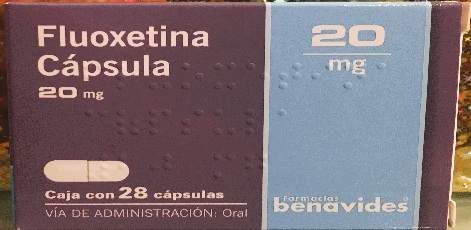 Fluoxetina
Cápsula
20 mg
Caja con 28 cápsulas
VÍA DE ADMINISTRACIÓN: Oral
20
mg
Farmacias
benavides